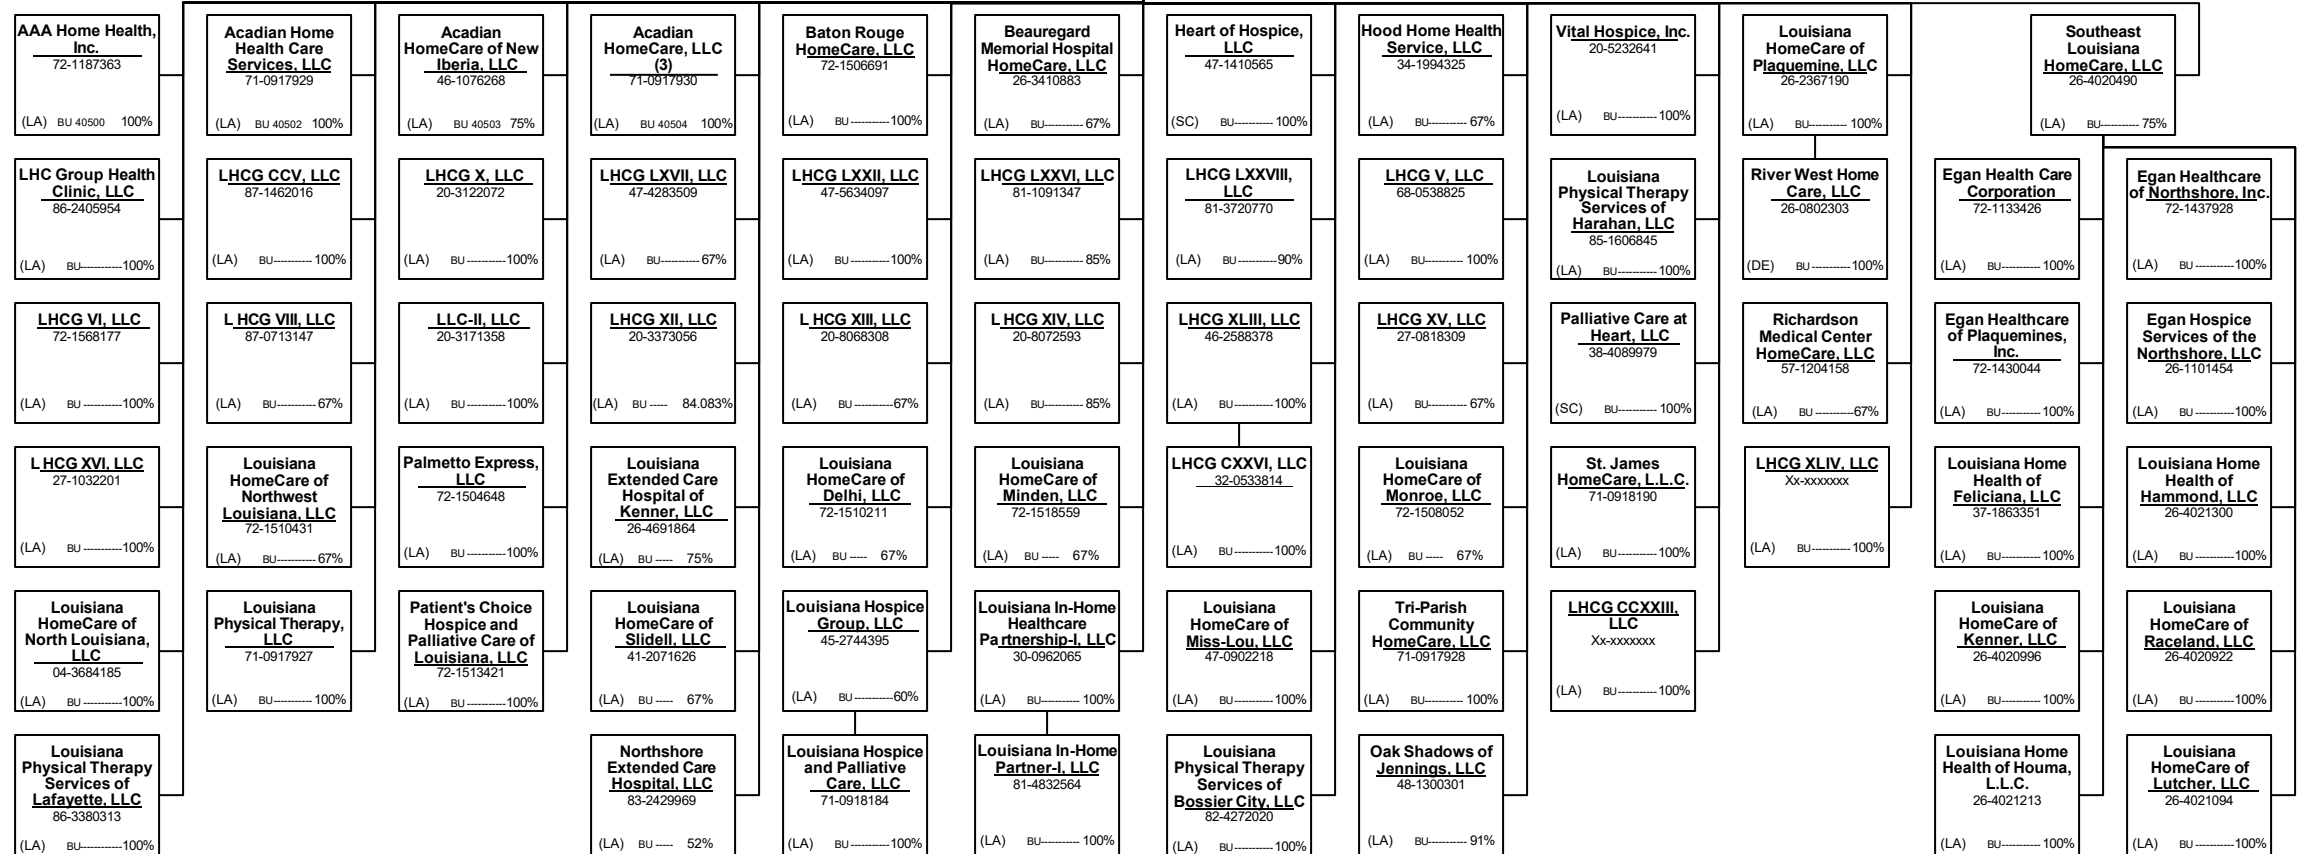 AAA Home Health,
Inc.
72-1187363
(LA) BU 40500 100%
Acadian Home
Health Care
Services, LLC
71-0917929
(LA) BU 40502 100%
Acadian
HomeCare of New
Iberia, LLC
46-1076268
(LA) BU 40503 75%
Acadian
HomeCare, LLC
(3)
71-0917930
(LA) BU 40504 100%
Baton Rouge
HomeCare, LLC
72-1506691
(LA) BU-----------100%
Beauregard
Memorial Hospital
HomeCare, LLC
26-3410883
(LA) BU----------- 67%
Heart of Hospice,
LLC
47-1410565
(SC) BU----------- 100%
Hood Home Health
Service, LLC
34-1994325
(LA) BU----------- 67%
Vital Hospice, Inc.
20-5232641
(LA) BU----------- 100%
Louisiana
HomeCare of
Plaquemine, LLC
26-2367190
(LA) BU----------- 100%
Southeast
Louisiana
HomeCare, LLC
26-4020490
(LA) BU----------- 75%
LHC Group Health
Clinic, LLC
86-2405954
(LA) BU-----------100%
LHCG CCV, LLC
87-1462016
(LA) BU----------- 100%
LHCG X, LLC
20-3122072
(LA) BU-----------100%
LHCG LXVII, LLC
47-4283509
(LA) BU----------- 67%
LHCG LXXII, LLC
47-5634097
(LA) BU-----------100%
LHCG LXXVI, LLC
81-1091347
(LA) BU----------- 85%
LHCG LXXVIII,
LLC
81-3720770
(LA) BU-----------90%
LHCG V, LLC
68-0538825
(LA) BU----------- 100%
Louisiana
Physical Therapy
Services of
Harahan, LLC
85-1606845
(LA) BU----------- 100%
River West Home
Care, LLC
26-0802303
(DE) BU-----------100%
Egan Health Care
Corporation
72-1133426
(LA) BU-----------100%
Egan Healthcare
of Northshore, Inc.
72-1437928
(LA) BU-----------100%
LHCG VI, LLC
72-1568177
(LA) BU-----------100%
LHCG VIII, LLC
87-0713147
(LA) BU-----------67%
LLC-II, LLC
20-3171358
(LA) BU-----------100%
LHCG XII, LLC
20-3373056
(LA) BU ----- 84.083%
LHCG XIII, LLC
20-8068308
(LA) BU-----------67%
LHCG XIV, LLC
20-8072593
(LA) BU----------- 85%
LHCG XLIII, LLC
46-2588378
(LA) BU-----------100%
LHCG XV, LLC
27-0818309
(LA) BU----------- 67%
Palliative Care at
Heart, LLC
38-4089979
(SC) BU----------- 100%
Richardson
Medical Center
HomeCare, LLC
57-1204158
(LA) BU-----------67%
Egan Healthcare
of Plaquemines,
Inc.
72-1430044
(LA) BU-----------100%
Egan Hospice
Services of the
Northshore, LLC
26-1101454
(LA) BU-----------100%
LHCG XVI, LLC
27-1032201
(LA) BU-----------100%
Louisiana
HomeCare of
Northwest
Louisiana, LLC
72-1510431
(LA) BU-----------67%
Palmetto Express,
LLC
72-1504648
(LA) BU-----------100%
Louisiana
Extended Care
Hospital of
Kenner, LLC
26-4691864
(LA) BU ----- 75%
Louisiana
HomeCare of
Delhi, LLC
72-1510211
(LA) BU ----- 67%
Louisiana
HomeCare of
Minden, LLC
72-1518559
(LA) BU ----- 67%
LHCG CXXVI, LLC
32-0533814
(LA) BU-----------100%
Louisiana
HomeCare of
Monroe, LLC
72-1508052
(LA) BU ----- 67%
St. James
HomeCare, L.L.C.
71-0918190
(LA) BU-----------100%
LHCG XLIV, LLC
Xx-xxxxxxx
(LA) BU-----------100%
Louisiana Home
Health of
Feliciana, LLC
37-1863351
(LA) BU-----------100%
Louisiana Home
Health of
Hammond, LLC
26-4021300
(LA) BU-----------100%
Louisiana
HomeCare of
North Louisiana,
LLC
04-3684185
(LA) BU-----------100%
Louisiana
Physical Therapy,
LLC
71-0917927
(LA) BU----------- 100%
Patient's Choice
Hospice and
Palliative Care of
Louisiana, LLC
72-1513421
(LA) BU-----------100%
Louisiana
HomeCare of
Slidell, LLC
41-2071626
(LA) BU ----- 67%
Louisiana Hospice
Group, LLC
45-2744395
(LA) BU-----------60%
Louisiana In-Home
Healthcare
Partnership-I, LLC
30-0962065
(LA) BU----------- 100%
Louisiana
HomeCare of
Miss-Lou, LLC
47-0902218
(LA) BU-----------100%
Tri-Parish
Community
HomeCare, LLC
71-0917928
(LA) BU----------- 100%
LHCG CCXXIII,
LLC
Xx-xxxxxxx
(LA) BU-----------100%
Louisiana
HomeCare of
Kenner, LLC
26-4020996
(LA) BU-----------100%
Louisiana
HomeCare of
Raceland, LLC
26-4020922
(LA) BU-----------100%
Louisiana
Physical Therapy
Services of
Lafayette, LLC
86-3380313
(LA) BU-----------100%
Northshore
Extended Care
Hospital, LLC
83-2429969
(LA) BU ----- 52%
Louisiana Hospice
and Palliative
Care, LLC
71-0918184
(LA) BU-----------100%
Louisiana In-Home
Partner-I, LLC
81-4832564
(LA) BU----------- 100%
Louisiana
Physical Therapy
Services of
Bossier City, LLC
82-4272020
(LA) BU-----------100%
Oak Shadows of
Jennings, LLC
48-1300301
(LA) BU----------- 91%
Louisiana Home
Health of Houma,
L.L.C.
26-4021213
(LA) BU-----------100%
Louisiana
HomeCare of
Lutcher, LLC
26-4021094
(LA) BU-----------100%